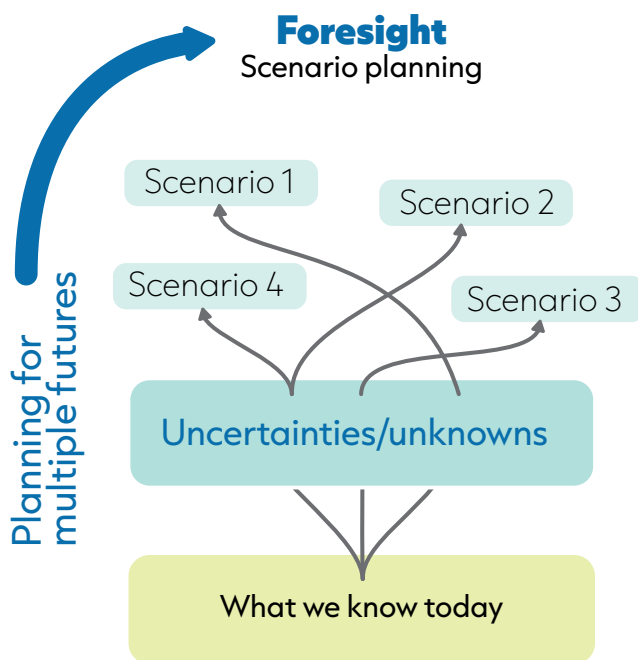 Foresight
Scenario planning
Scenario 1
Scenario 2
Scenario 4
Scenario 3
Planning for
multiple futures
Uncertainties/unknowns
What we know today